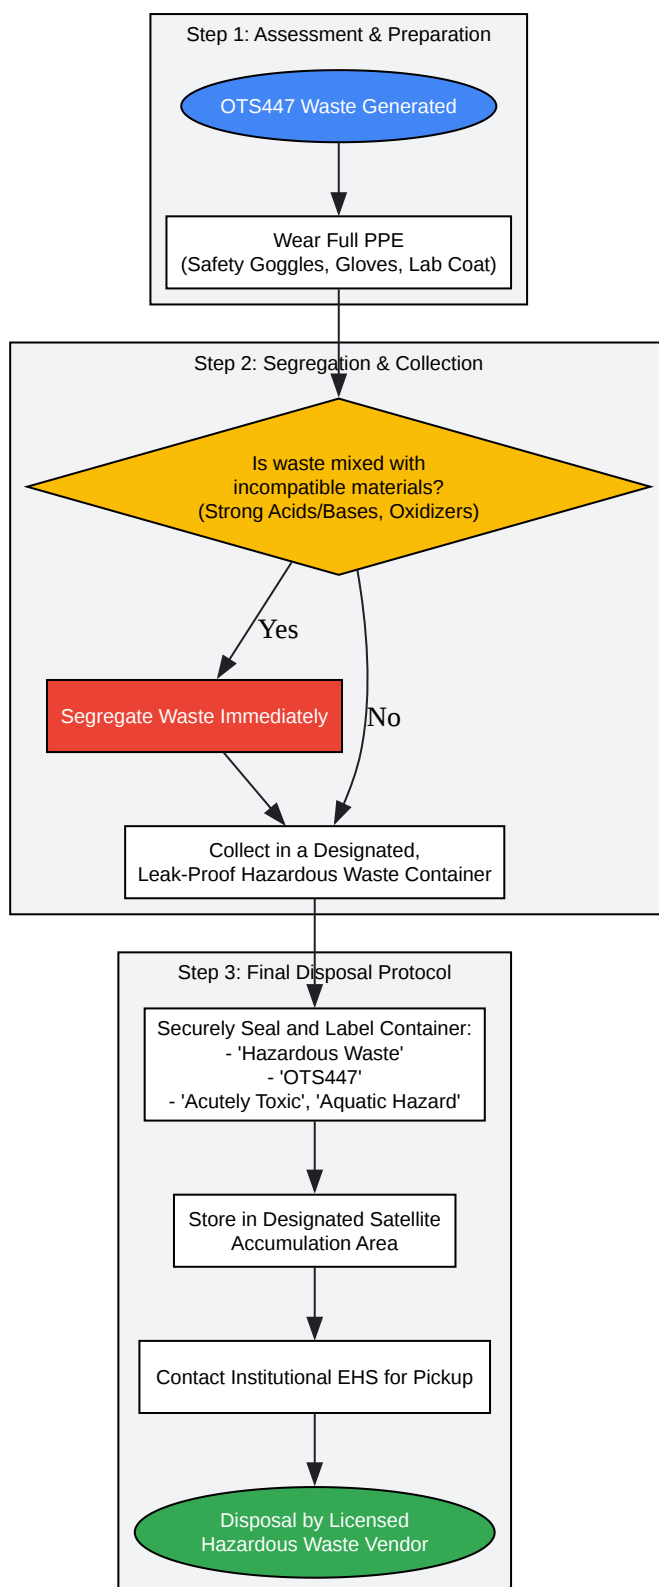 Step 1: Assessment & Preparation
OTS447 Waste Generated
Wear Full PPE
(Safety Goggles, Gloves, Lab Coat)
Step 2: Segregation & Collection
Is waste mixed with
incompatible materials?
(Strong Acids/Bases, Oxidizers)
Yes
Segregate Waste Immediately
No
Collect in a Designated,
Leak-Proof Hazardous Waste Container
Step 3: Final Disposal Protocol
Securely Seal and Label Container:
- 'Hazardous Waste'
- 'OTS447'
- 'Acutely Toxic', 'Aquatic Hazard'
Store in Designated Satellite
Accumulation Area
Contact Institutional EHS for Pickup
Disposal by Licensed
Hazardous Waste Vendor